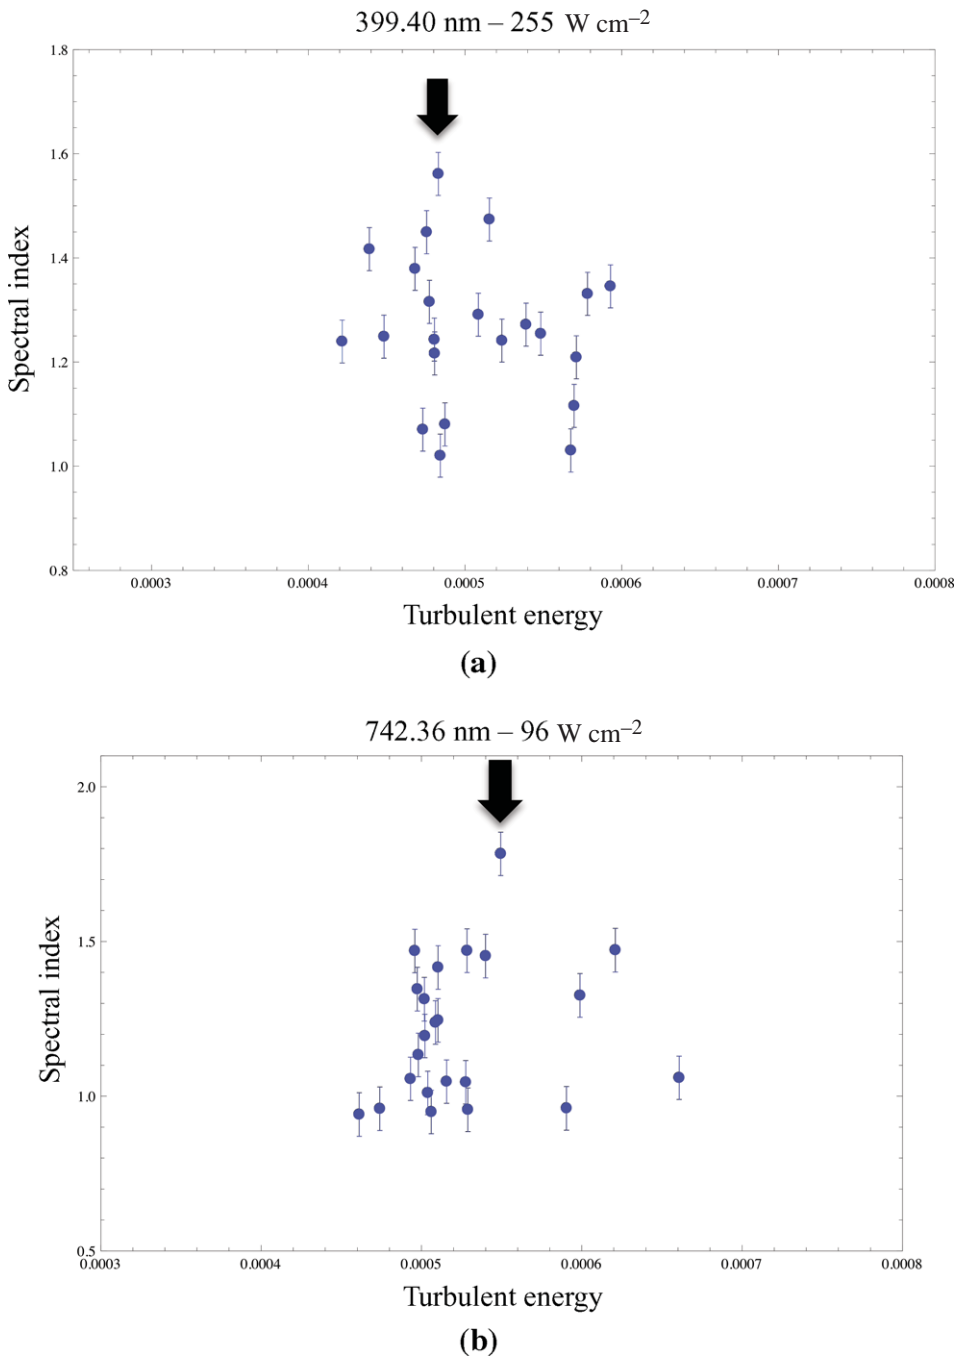 399.40 nm – 255 W cm–2
1.8
1.6
1.4
1.2
1.0
0.8
Spectral index
0.0003 0.0004 0.0005 0.0006 0.0007 0.0008
Turbulent energy
(a)
742.36 nm – 96 W cm–2
2.0
1.5
1.0
0.5
Spectral index
0.0003 0.0004 0.0005 0.0006 0.0007 0.0008
Turbulent energy
(b)